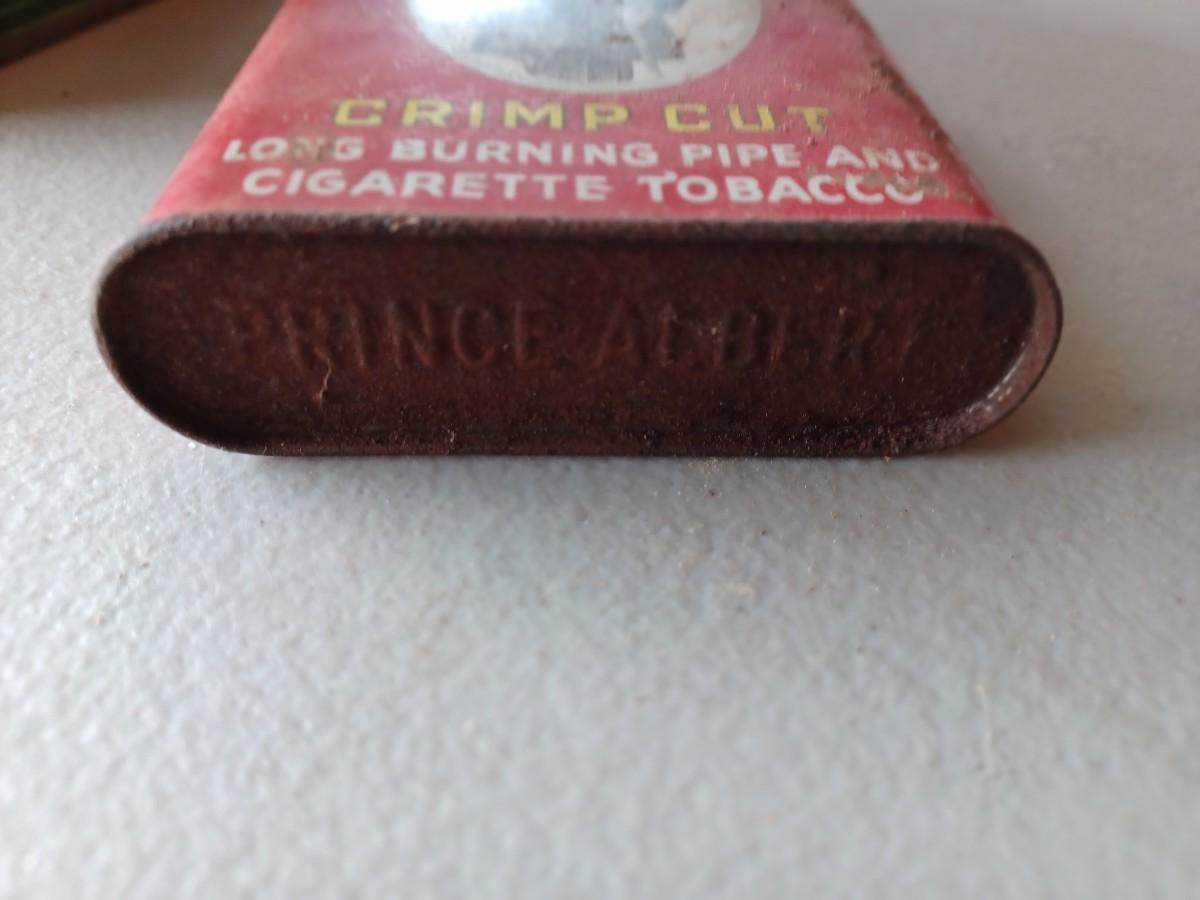 CRIMP CUT
LONG BURNING PIPE AND
CIGARETTE TOBACCO
PRINCE ALBERT